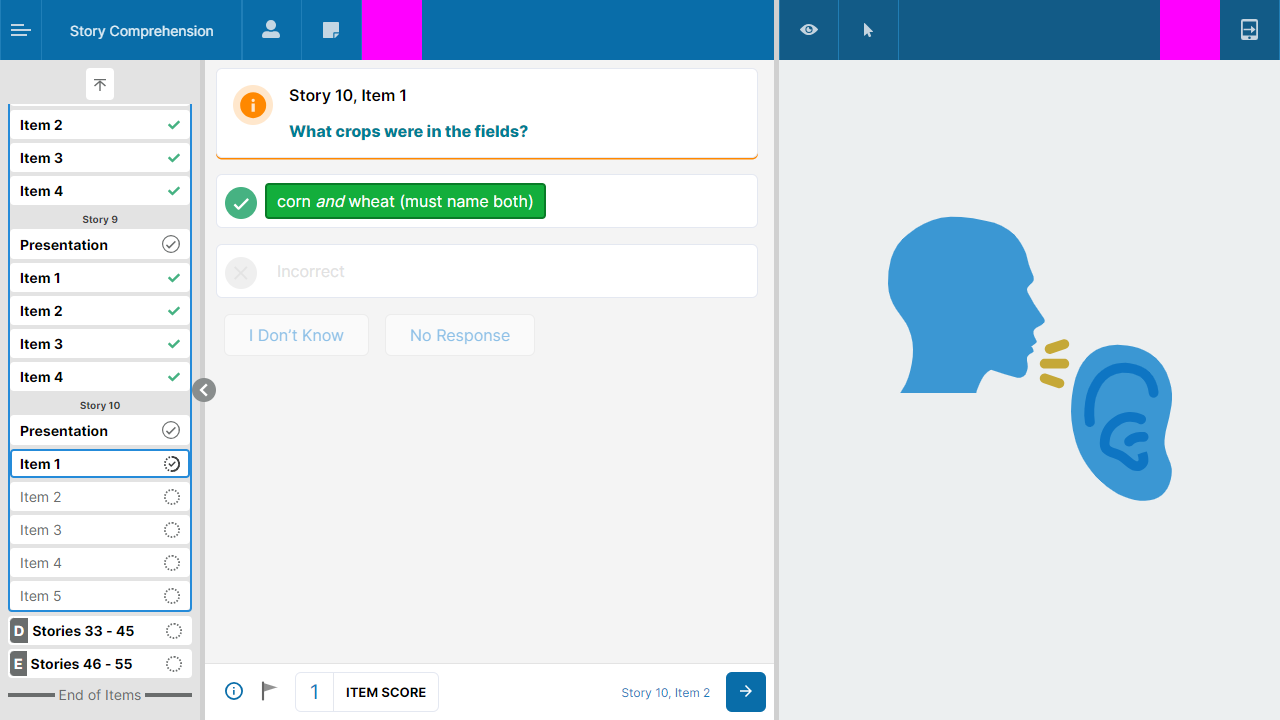 Story Comprehension
Item 2
Item 3
Item 4
Story 9
Presentation
Item 1
Item 2
Item 3
Item 4
Story 10
Presentation
Item 1
Item 2
Item 3
Item 4
Item 5
D Stories 33 - 45
E Stories 46 - 55
End of Items
Story 10, Item 1
What crops were in the fields?
corn and wheat (must name both)
Incorrect
I Don't Know
No Response
1 ITEM SCORE
Story 10, Item 2